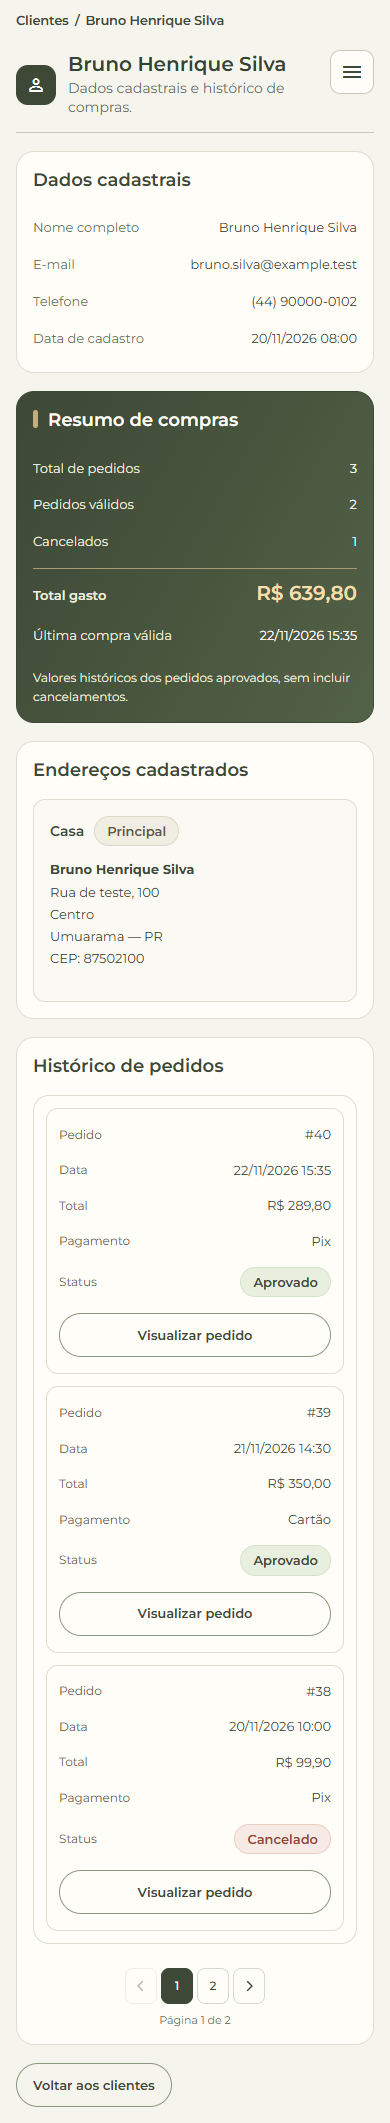 Clientes / Bruno Henrique Silva
Bruno Henrique Silva
Dados cadastrais e histórico de
compras.
Dados cadastrais
Nome completo Bruno Henrique Silva
E-mail bruno.silva@example.test
Telefone (44) 90000-0102
Data de cadastro 20/11/2026 08:00
Resumo de compras
Total de pedidos 3
Pedidos válidos 2
Cancelados 1
Total gasto R$ 639,80
Última compra válida 22/11/2026 15:35
Valores históricos dos pedidos aprovados, sem incluir
cancelamentos.
Endereços cadastrados
Casa Principal
Bruno Henrique Silva
Rua de teste, 100
Centro
Umuarama — PR
CEP: 87502100
Histórico de pedidos
Pedido #40
Data 22/11/2026 15:35
Total R$ 289,80
Pagamento Pix
Status Aprovado
Visualizar pedido
Pedido #39
Data 21/11/2026 14:30
Total R$ 350,00
Pagamento Cartão
Status Aprovado
Visualizar pedido
Pedido #38
Data 20/11/2026 10:00
Total R$ 99,90
Pagamento Pix
Status Cancelado
Visualizar pedido
1 2
Página 1 de 2
Voltar aos clientes